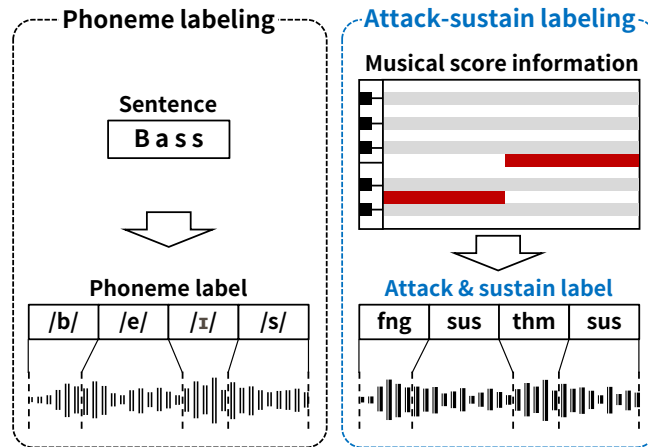 Phoneme labeling
Sentence
Bass
Phoneme label
/b/ /e/ /ɪ/ /s/
Attack-sustain labeling
Musical score information
Attack & sustain label
fng sus thm sus